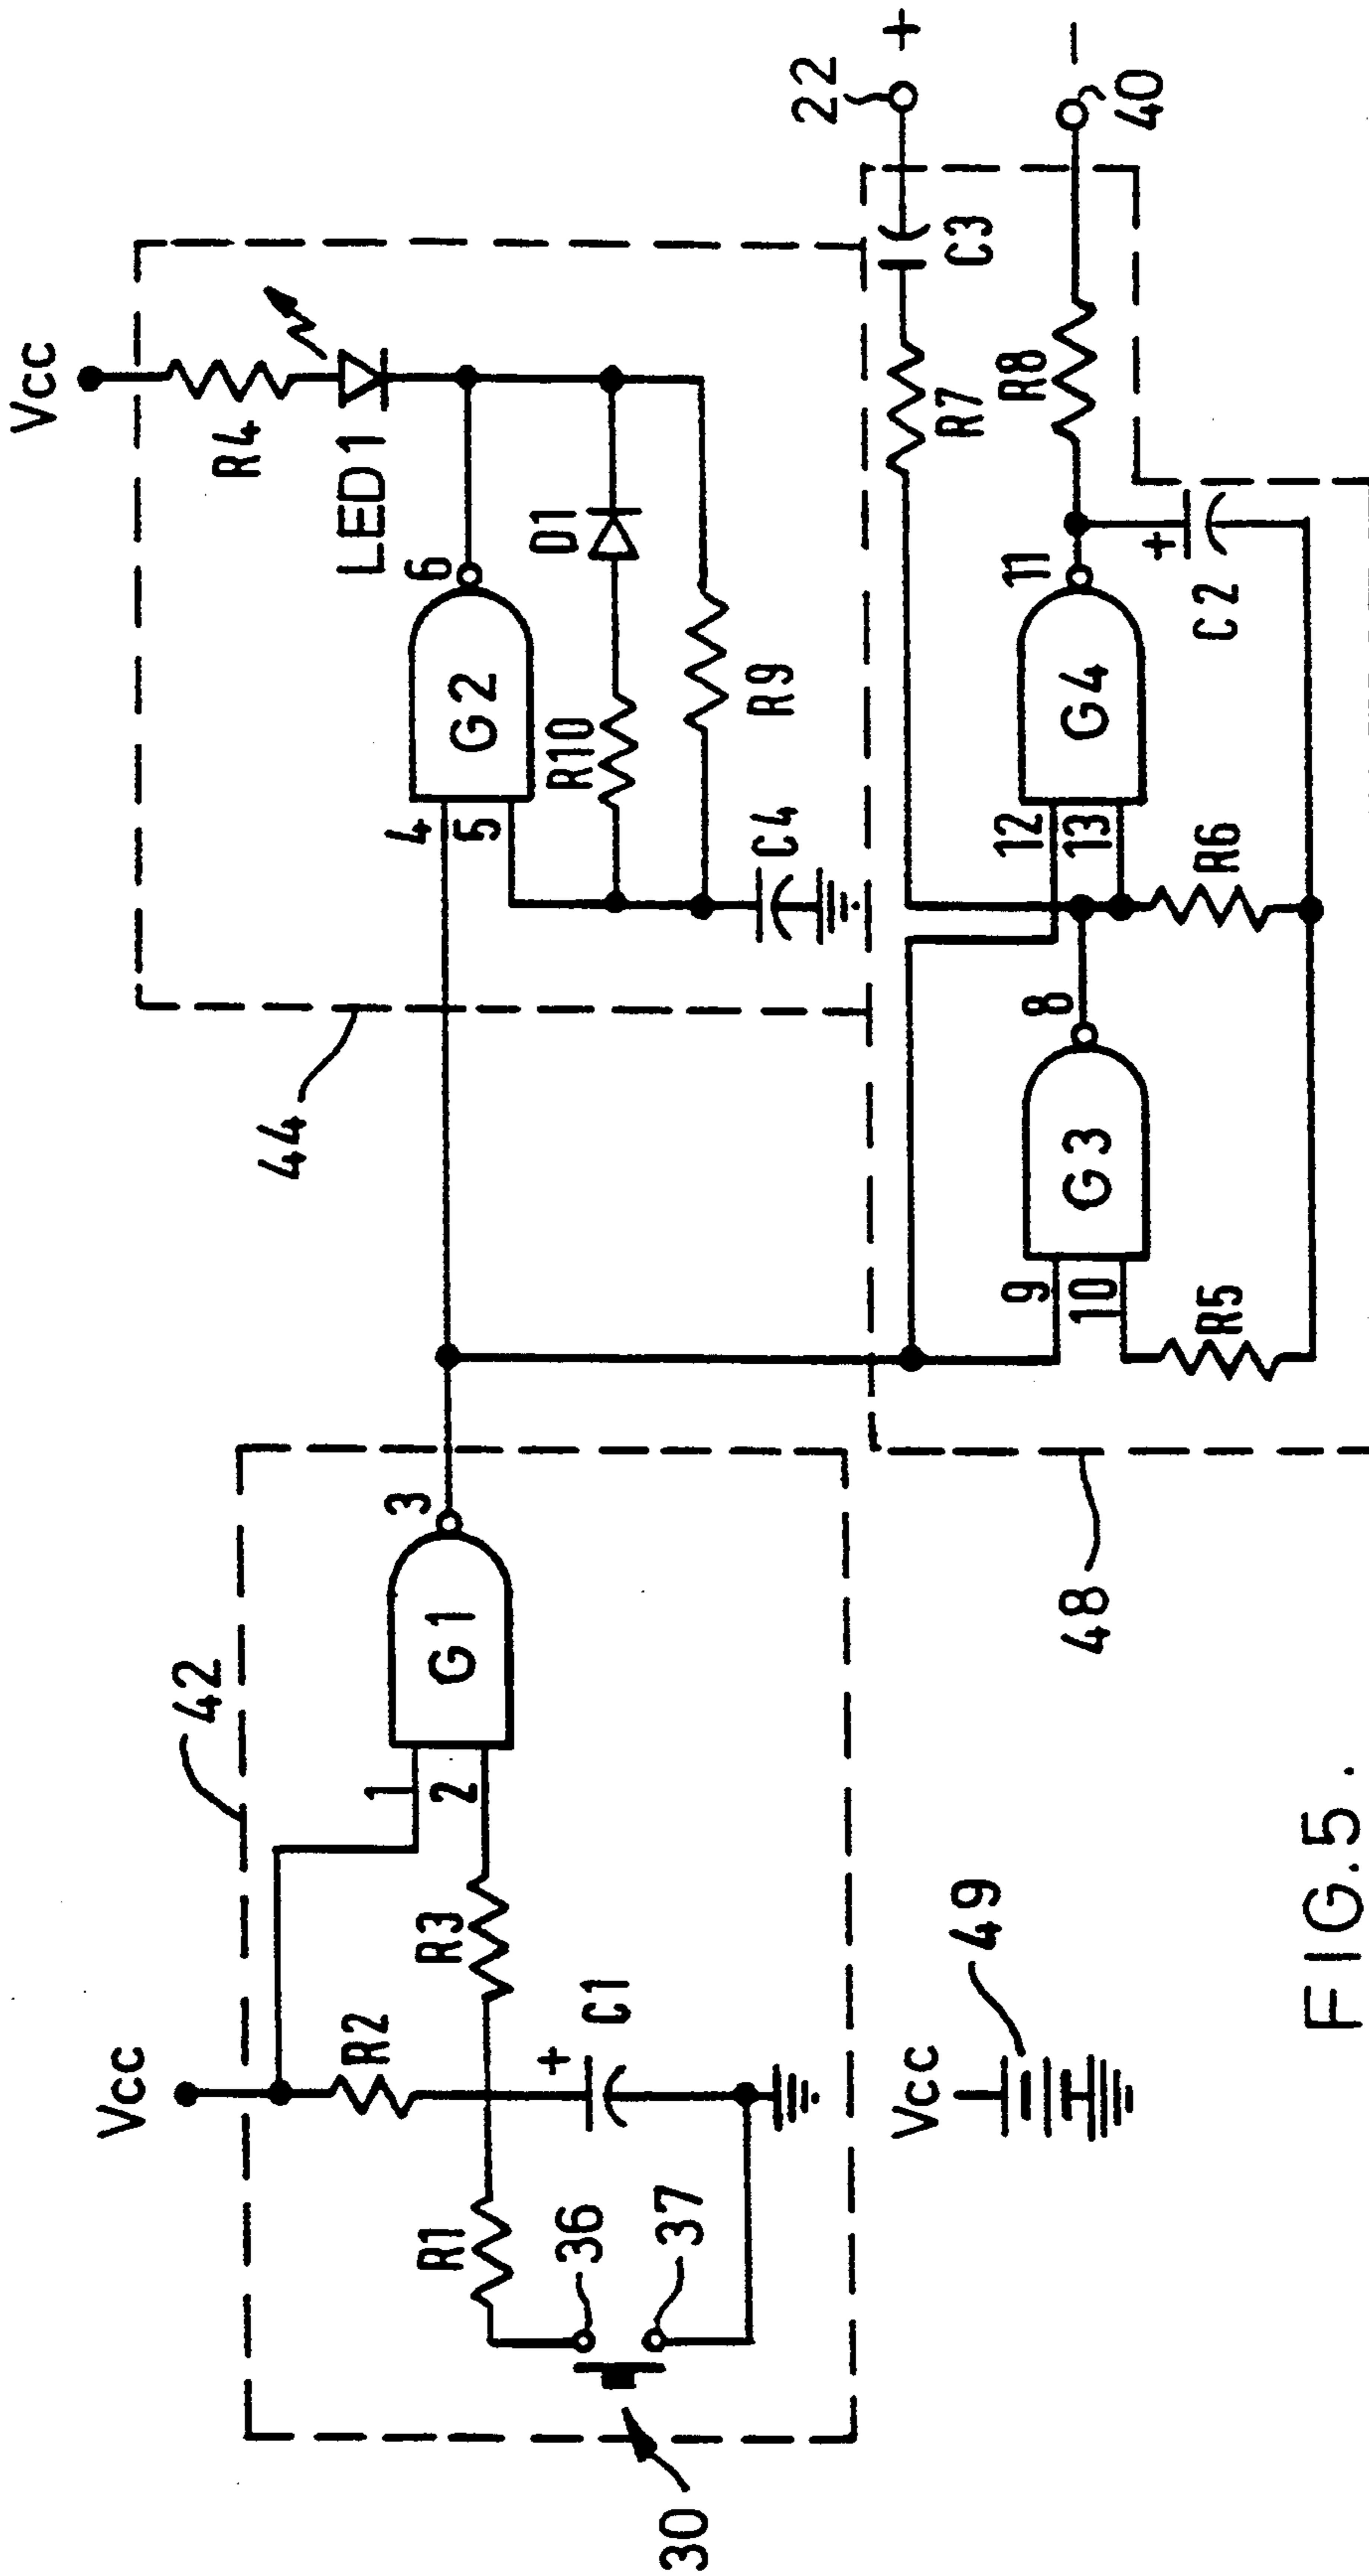 Vcc
R4
LED1
44
4
5
G2
6
D1
R10
R9
C4
42
Vcc
R2
1
2
G1
3
R3
R1
C1
+
36
37
30
Vcc
49
48
9
10
G3
8
R5
12
13
G4
11
R6
+
C2
R7
C3
R8
22
+
40
−
FIG.5.